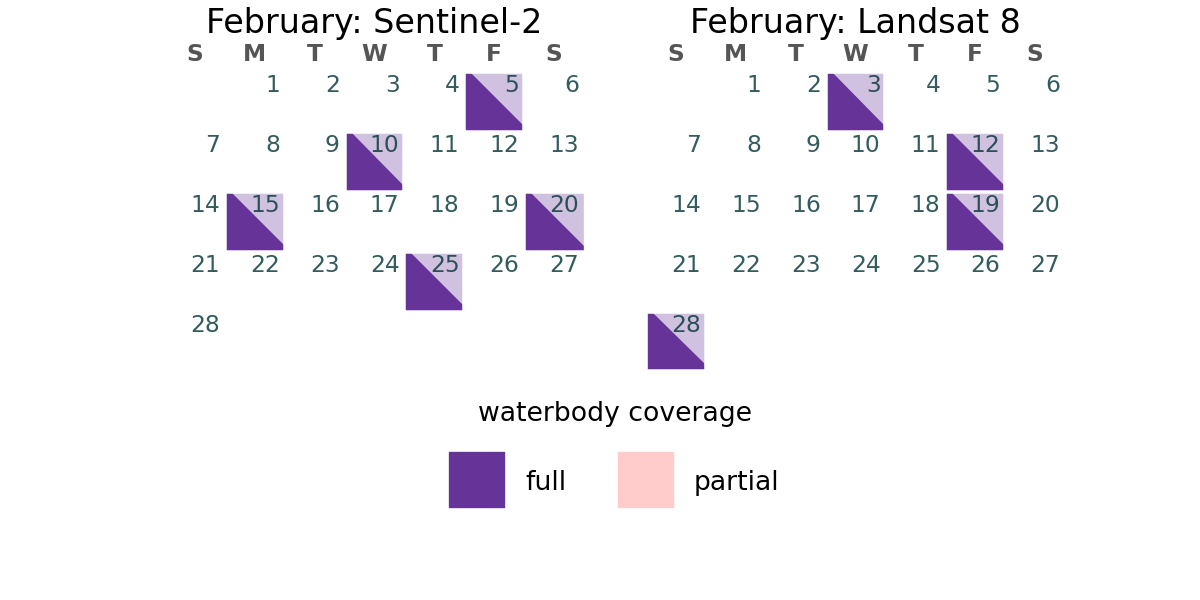 February: Sentinel-2
S M T W T F S
1 2 3 4 5 6
7 8 9 10 11 12 13
14 15 16 17 18 19 20
21 22 23 24 25 26 27
28
February: Landsat 8
S M T W T F S
1 2 3 4 5 6
7 8 9 10 11 12 13
14 15 16 17 18 19 20
21 22 23 24 25 26 27
28
waterbody coverage
full
partial